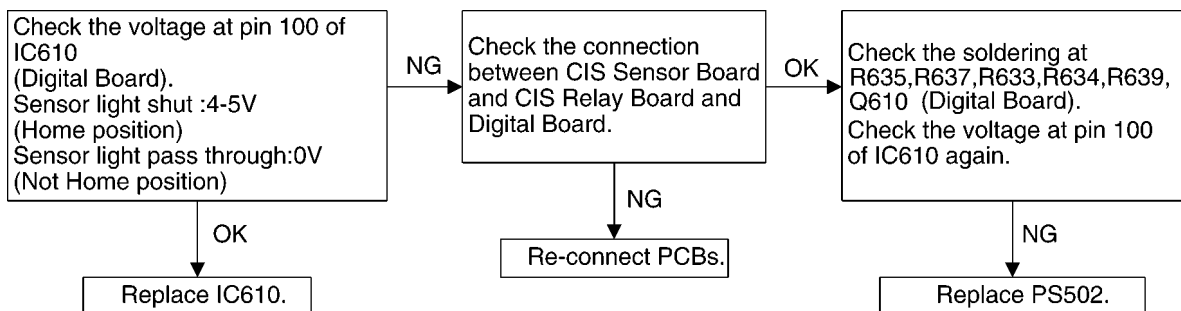 Check the voltage at pin 100 of
IC610
(Digital Board).
Sensor light shut :4-5V
(Home position)
Sensor light pass through:0V
(Not Home position)
NG
Check the connection
between CIS Sensor Board
and CIS Relay Board and
Digital Board.
OK
Check the soldering at
R635,R637,R633,R634,R639,
Q610 (Digital Board).
Check the voltage at pin 100
of IC610 again.
OK
NG
NG
Replace IC610.
Re-connect PCBs.
Replace PS502.